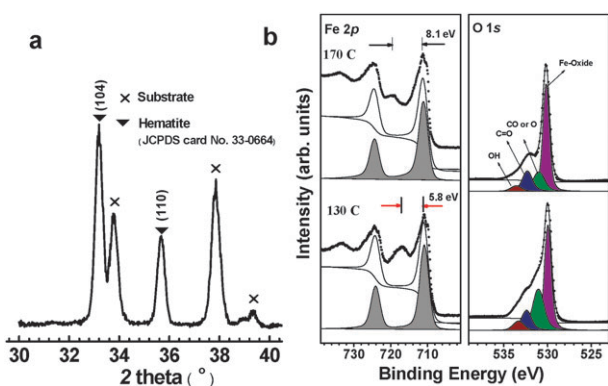 a
b
(104)
× Substrate
▼ Hematite
(JCPDS card No. 33-0664)
×
(110)
×
×
30 32 34 36 38 40
2 theta ( ° )
Intensity (arb. units)
Fe 2p
170 C
8.1 eV
130 C
5.8 eV
730 720 710
O 1s
Fe-Oxide
CO or O
C=O
OH
535 530 525
Binding Energy (eV)